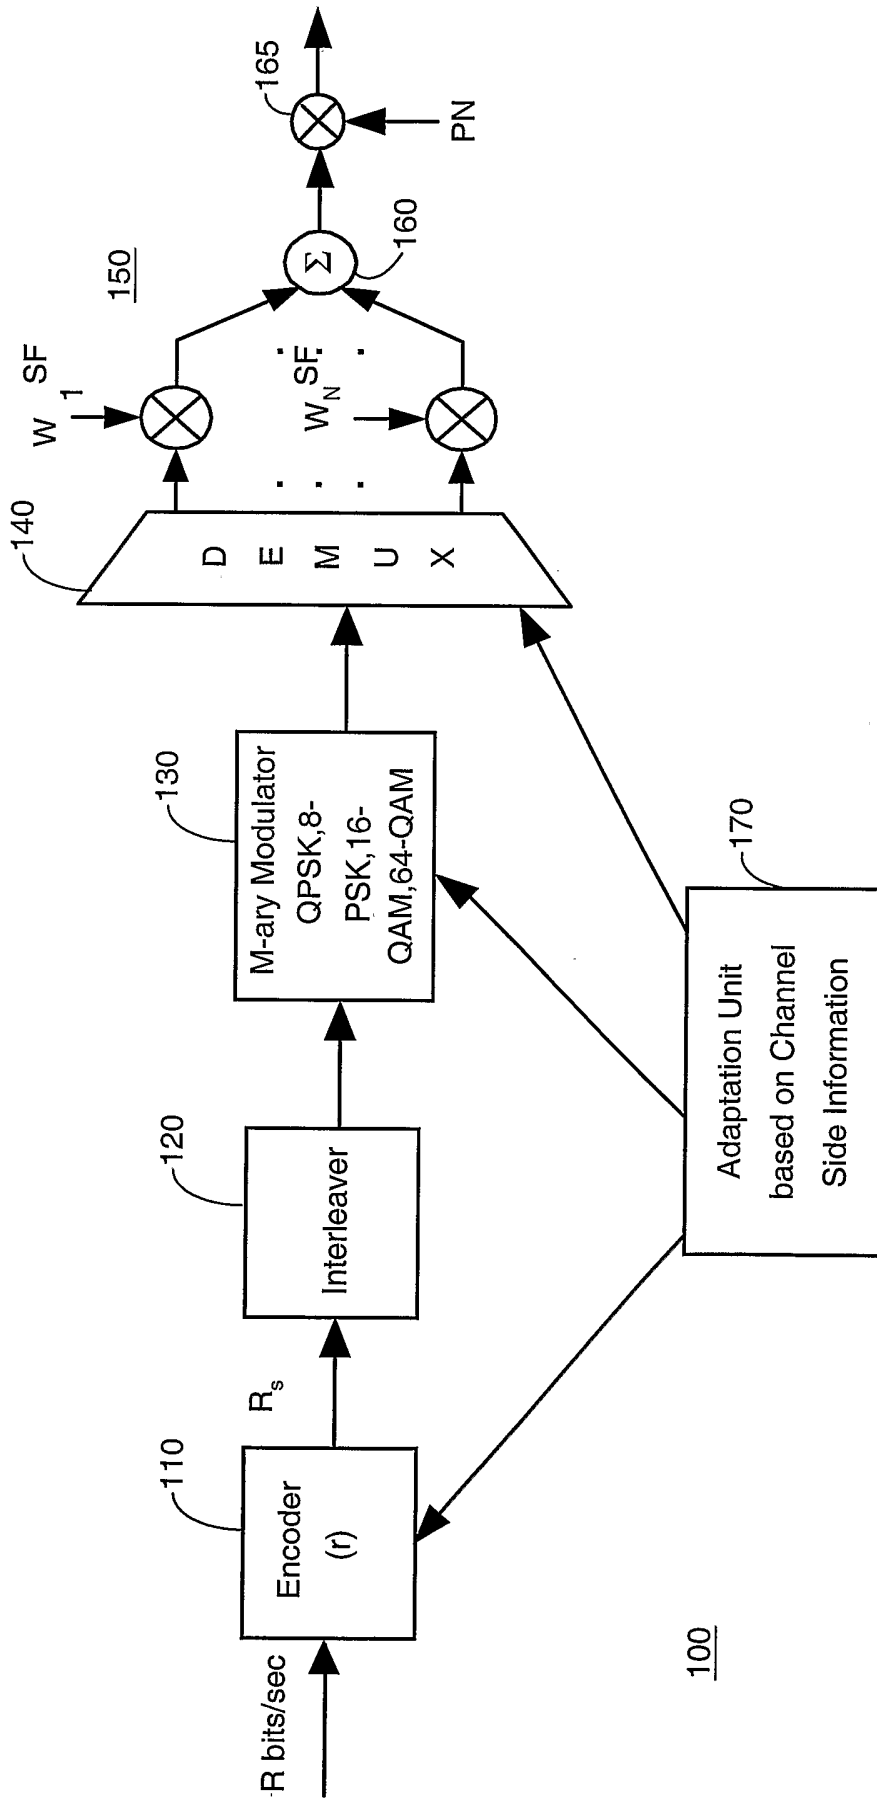 R bits/sec
110
Encoder
(r)
R_s
120
Interleaver
130
M-ary Modulator
QPSK,8-
PSK,16-
QAM,64-QAM
140
D
E
M
U
X
W_1^SF
W_N^SF
150
Σ
160
165
PN
170
Adaptation Unit
based on Channel
Side Information
100